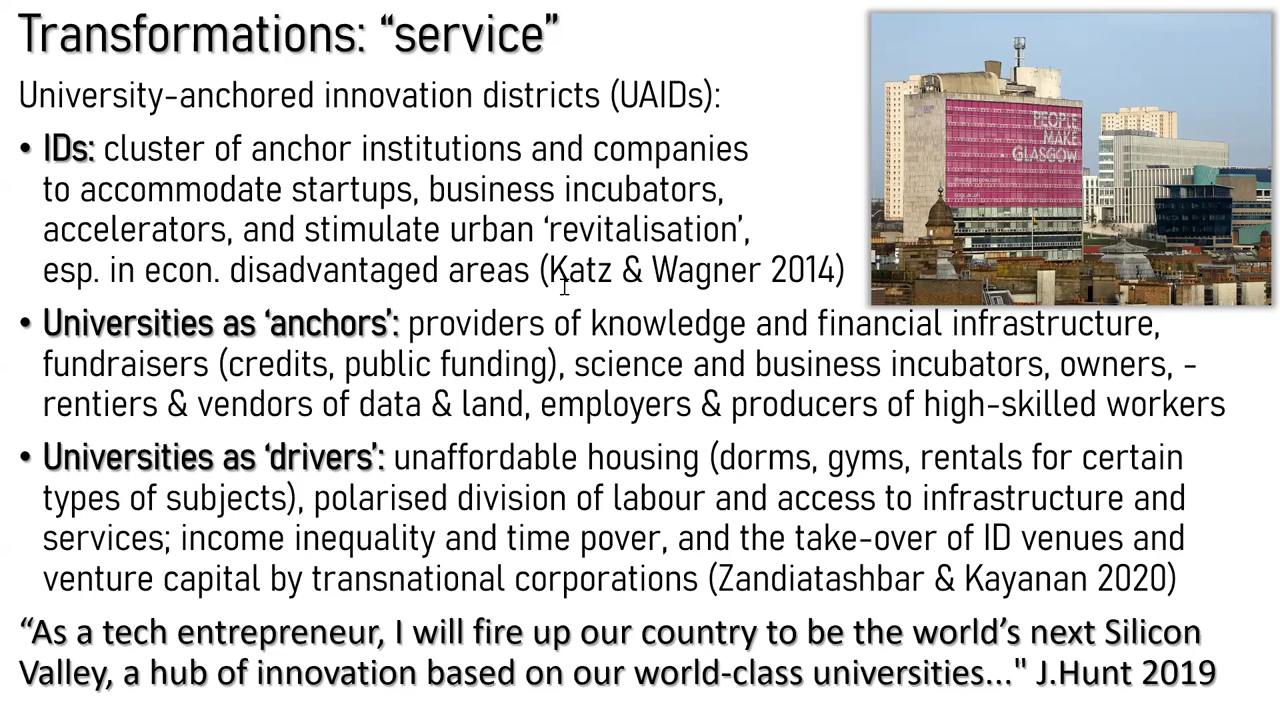 Transformations: “service”
University-anchored innovation districts (UAIDs):
• IDs: cluster of anchor institutions and companies
to accommodate startups, business incubators,
accelerators, and stimulate urban ‘revitalisation’,
esp. in econ. disadvantaged areas (Katz & Wagner 2014)
PEOPLE
MAKE
GLASGOW
• Universities as ‘anchors’: providers of knowledge and financial infrastructure,
fundraisers (credits, public funding), science and business incubators, owners, -
rentiers & vendors of data & land, employers & producers of high-skilled workers
• Universities as ‘drivers’: unaffordable housing (dorms, gyms, rentals for certain
types of subjects), polarised division of labour and access to infrastructure and
services; income inequality and time pover, and the take-over of ID venues and
venture capital by transnational corporations (Zandiatashbar & Kayanan 2020)
“As a tech entrepreneur, I will fire up our country to be the world’s next Silicon
Valley, a hub of innovation based on our world-class universities..." J.Hunt 2019